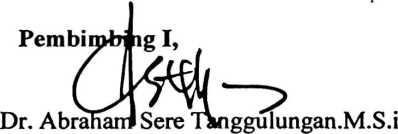 Pembimbing I,
Dr. Abraham Sere Tanggulungan.M.S.i